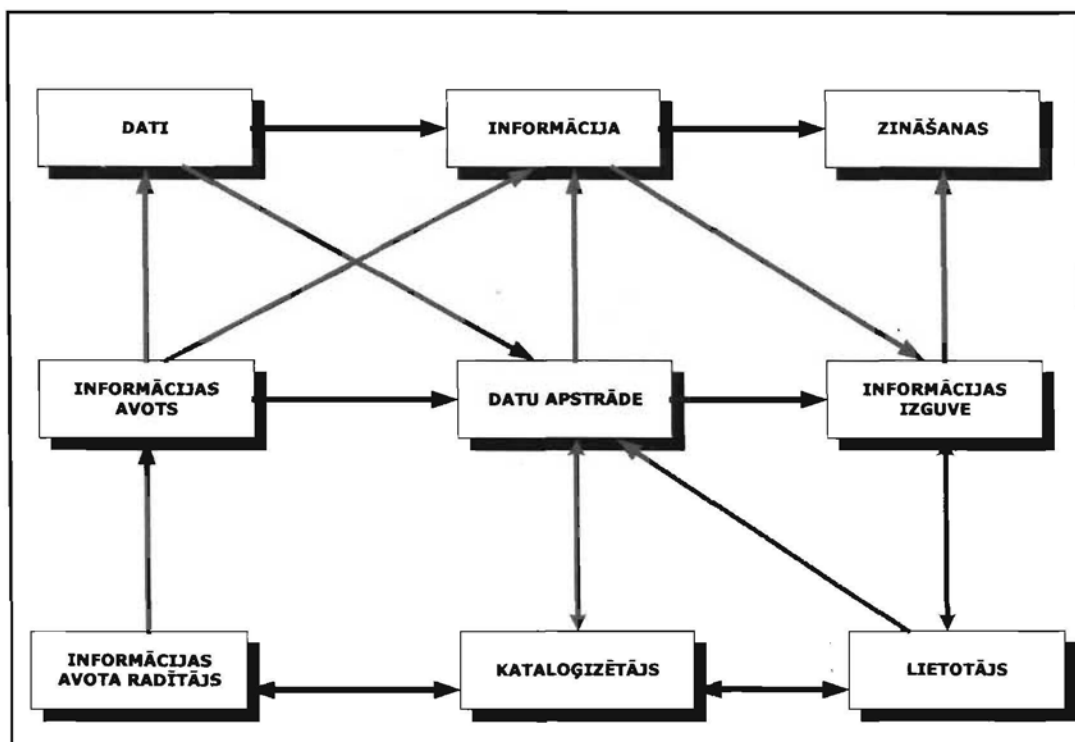 DATI
INFORMĀCIJA
ZINĀŠANAS
INFORMĀCIJAS
AVOTS
DATU APSTRĀDE
INFORMĀCIJAS
IZGUVE
INFORMĀCIJAS
AVOTA RADĪTĀJS
KATALOĢIZĒTĀJS
LIETOTĀJS